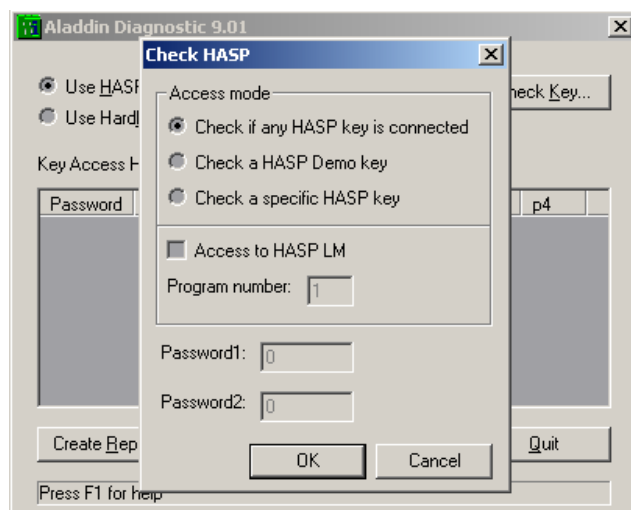 Aladdin Diagnostic 9.01
Check HASP
Use HASP
Use Hardl
heck Key...
Access mode
Check if any HASP key is connected
Check a HASP Demo key
Check a specific HASP key
Key Access H
Password
p4
Access to HASP LM
Program number: 1
Password1: 0
Password2: 0
Create Rep
OK
Cancel
Quit
Press F1 for help